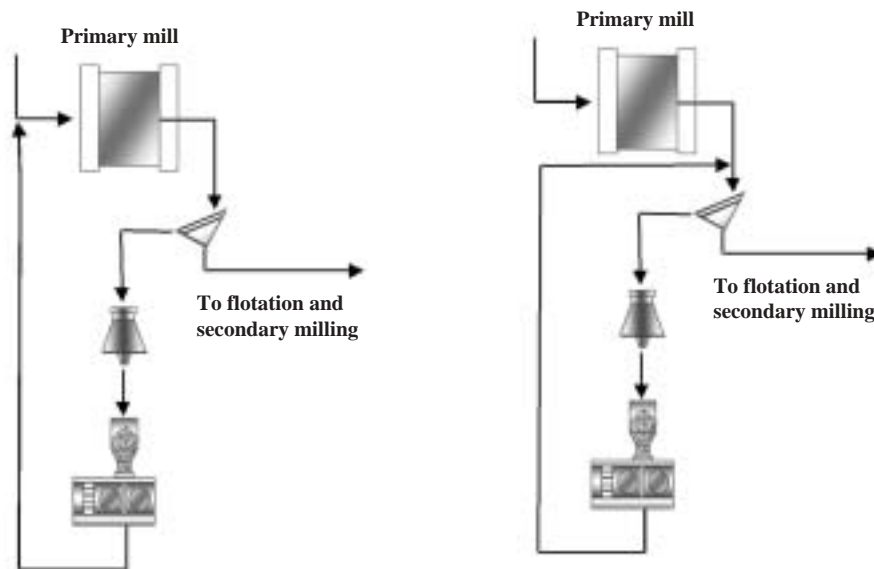 Primary mill
To flotation and
secondary milling
Primary mill
To flotation and
secondary milling